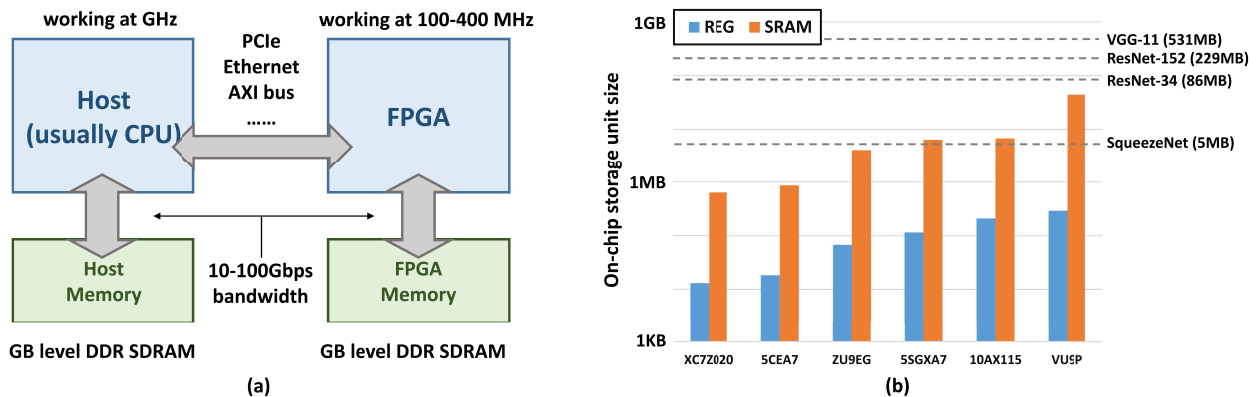 working at GHz
working at 100-400 MHz
Host
(usually CPU)
PCIe
Ethernet
AXI bus
......
FPGA
Host
Memory
10-100Gbps
bandwidth
FPGA
Memory
GB level DDR SDRAM
GB level DDR SDRAM
(a)
On-chip storage unit size
1GB
1MB
1KB
REG
SRAM
VGG-11 (531MB)
ResNet-152 (229MB)
ResNet-34 (86MB)
SqueezeNet (5MB)
XC7Z020
5CEA7
ZU9EG
5SGXA7
10AX115
VU9P
(b)